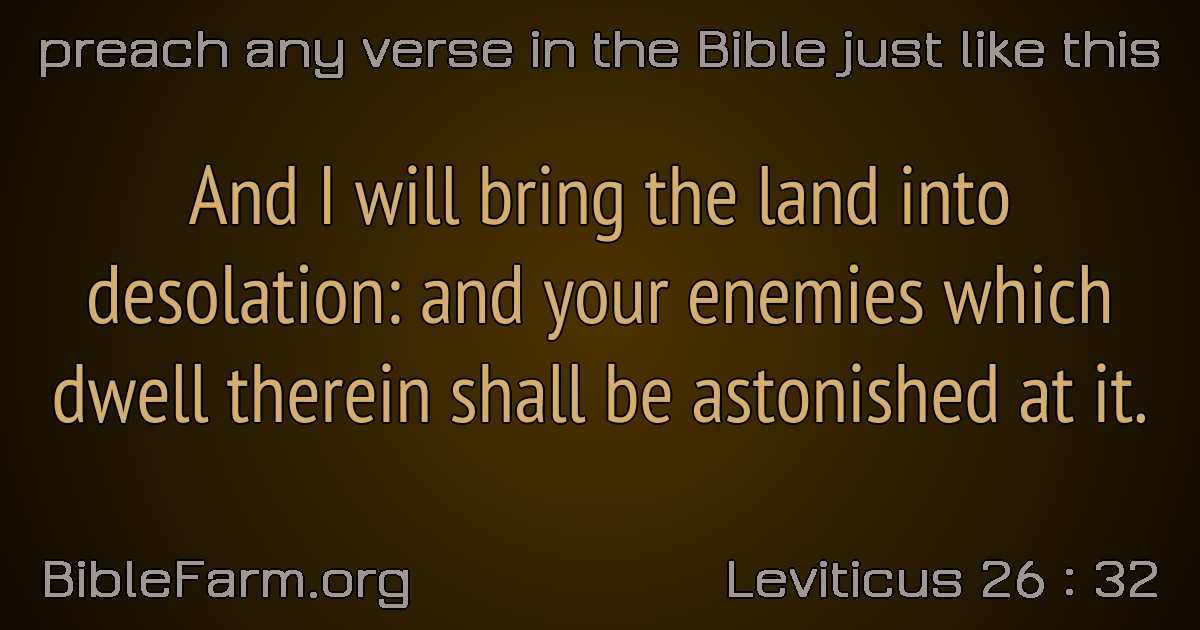 preach any verse in the Bible just like this
And I will bring the land into
desolation: and your enemies which
dwell therein shall be astonished at it.
BibleFarm.org
Leviticus 26 : 32